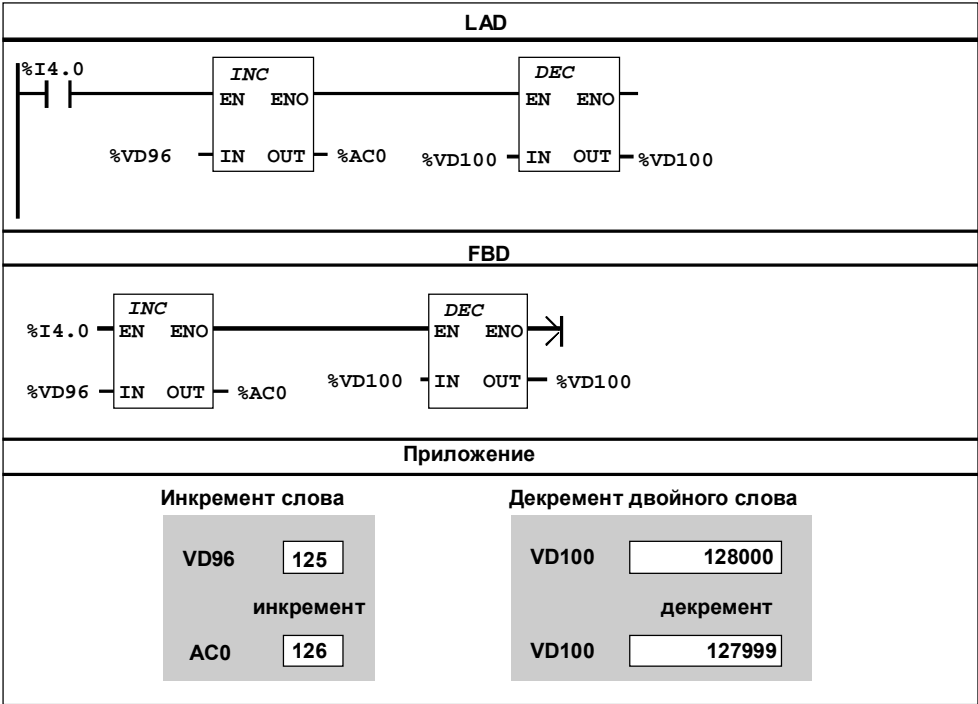 LAD
%I4.0
INC DEC
EN ENO EN ENO
%VD96 IN OUT %AC0 %VD100 IN OUT %VD100
FBD
INC DEC
%I4.0 EN ENO EN ENO
%VD96 IN OUT %AC0 %VD100 IN OUT %VD100
Приложение
Инкремент слова Декремент двойного слова
VD96 125 VD100 128000
инкремент декремент
AC0 126 VD100 127999